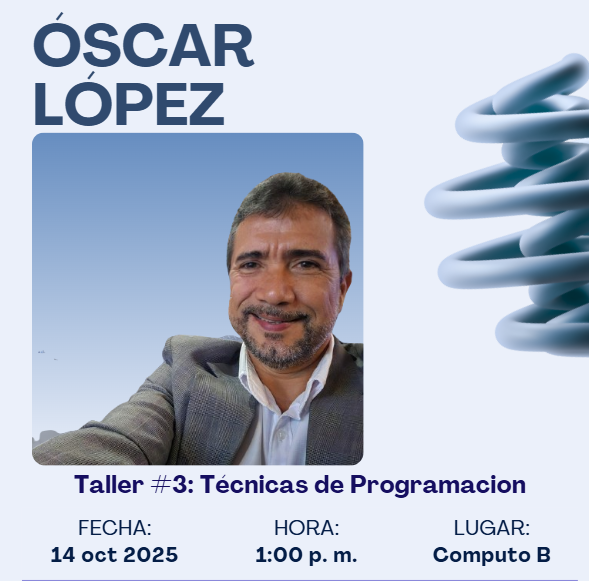 ÓSCAR
LÓPEZ
Taller #3: Técnicas de Programacion
FECHA:
14 oct 2025
HORA:
1:00 p. m.
LUGAR:
Computo B